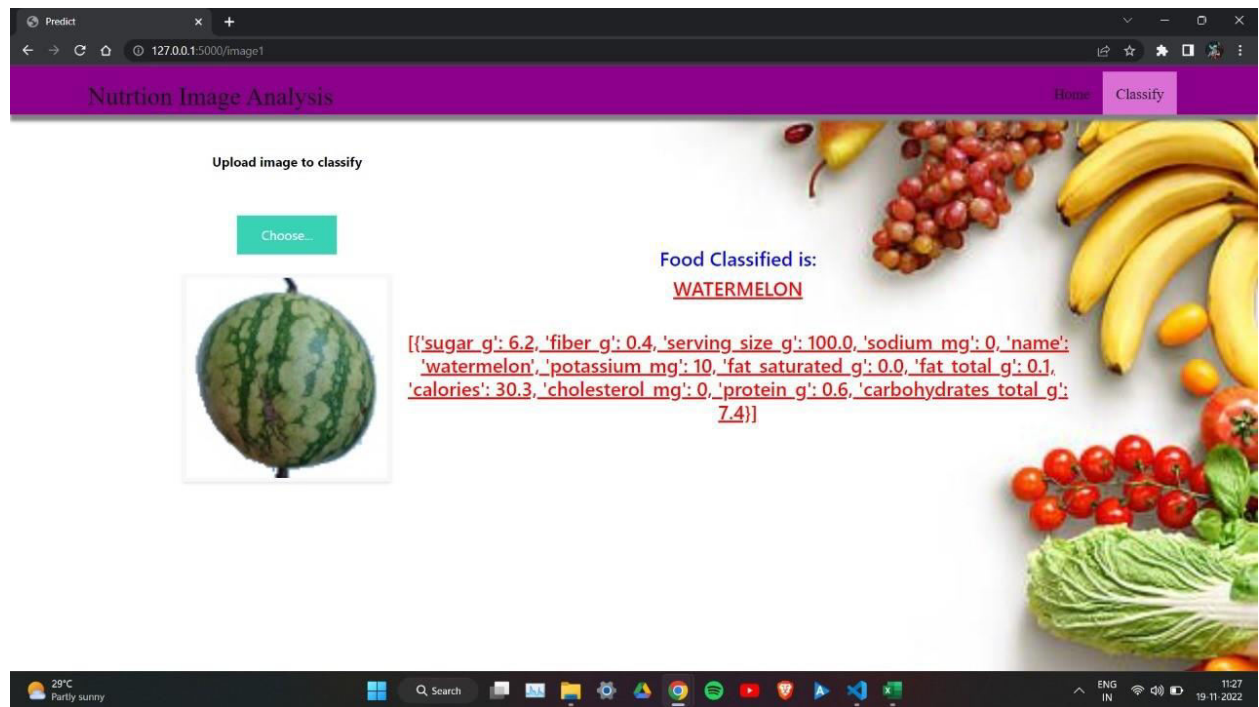 Predict
127.0.0.1:5000/image1
Nutrtion Image Analysis
Home
Classify
Upload image to classify
Choose...
Food Classified is:
WATERMELON
[{'sugar_g': 6.2, 'fiber_g': 0.4, 'serving_size_g': 100.0, 'sodium_mg': 0, 'name':
'watermelon', 'potassium_mg': 10, 'fat_saturated_g': 0.0, 'fat_total_g': 0.1,
'calories': 30.3, 'cholesterol_mg': 0, 'protein_g': 0.6, 'carbohydrates_total_g':
7.4}]
29°C
Partly sunny
Search
ENG
IN
11:27
19-11-2022